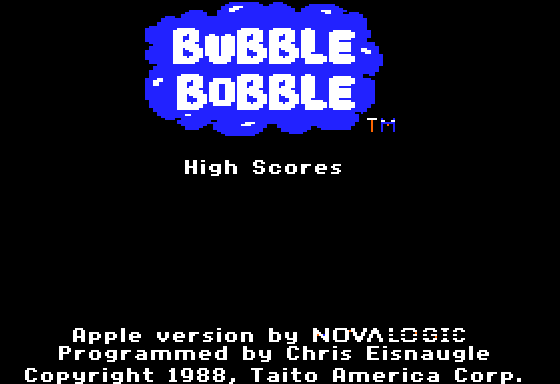 BUBBLE
BOBBLE
TM
High Scores
Apple version by NOVALOGIC
Programmed by Chris Eisnaugle
Copyright 1988, Taito America Corp.